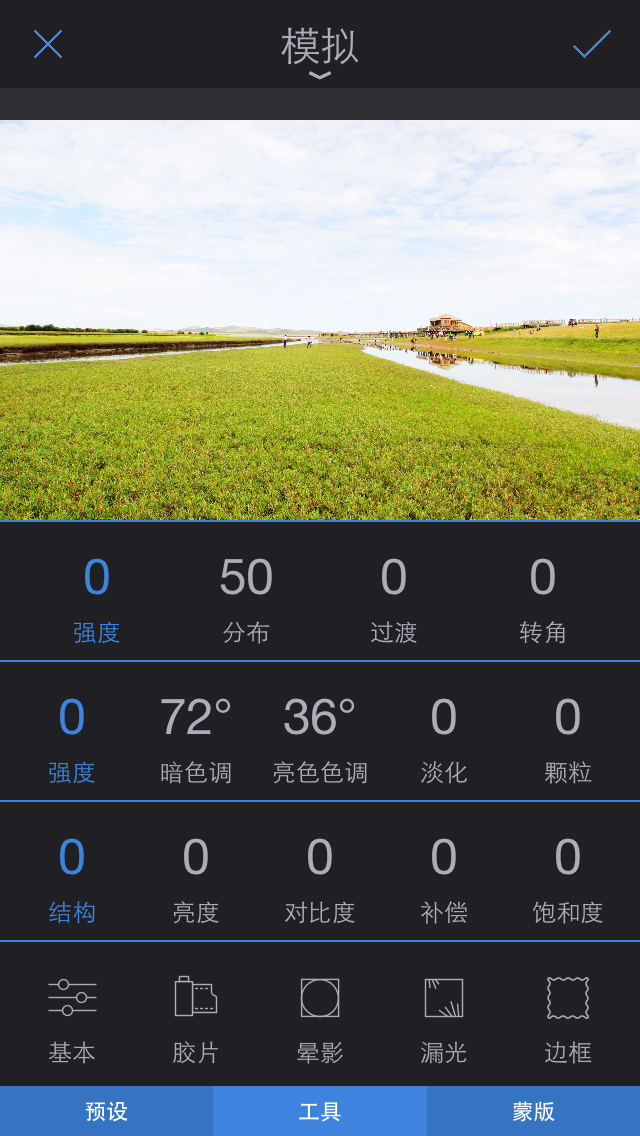 模拟
0 50 0 0
强度 分布 过渡 转角
0 72° 36° 0 0
强度 暗色调 亮色色调 淡化 颗粒
0 0 0 0 0
结构 亮度 对比度 补偿 饱和度
基本 胶片 晕影 漏光 边框
预设 工具 蒙版